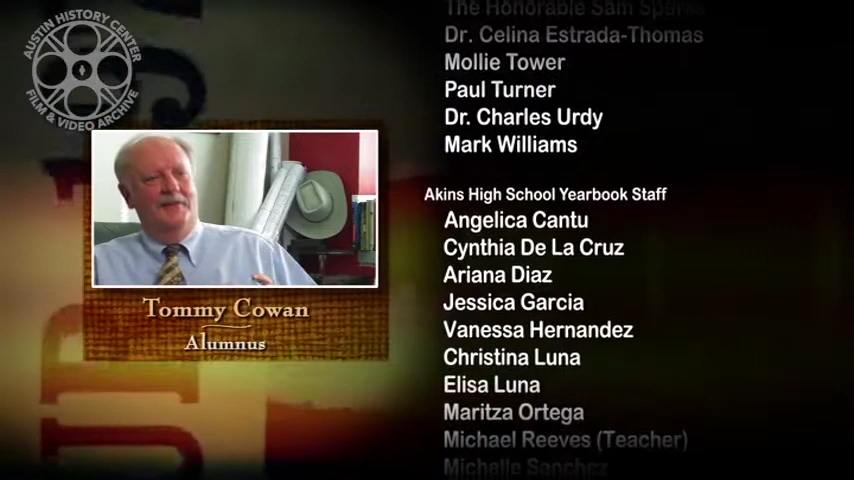 AUSTIN HISTORY CENTER
FILM & VIDEO ARCHIVE
Tommy Cowan
Alumnus
The Honorable Sam Sparks
Dr. Celina Estrada-Thomas
Mollie Tower
Paul Turner
Dr. Charles Urdy
Mark Williams
Akins High School Yearbook Staff
Angelica Cantu
Cynthia De La Cruz
Ariana Diaz
Jessica Garcia
Vanessa Hernandez
Christina Luna
Elisa Luna
Maritza Ortega
Michael Reeves (Teacher)
Michelle Sanchez